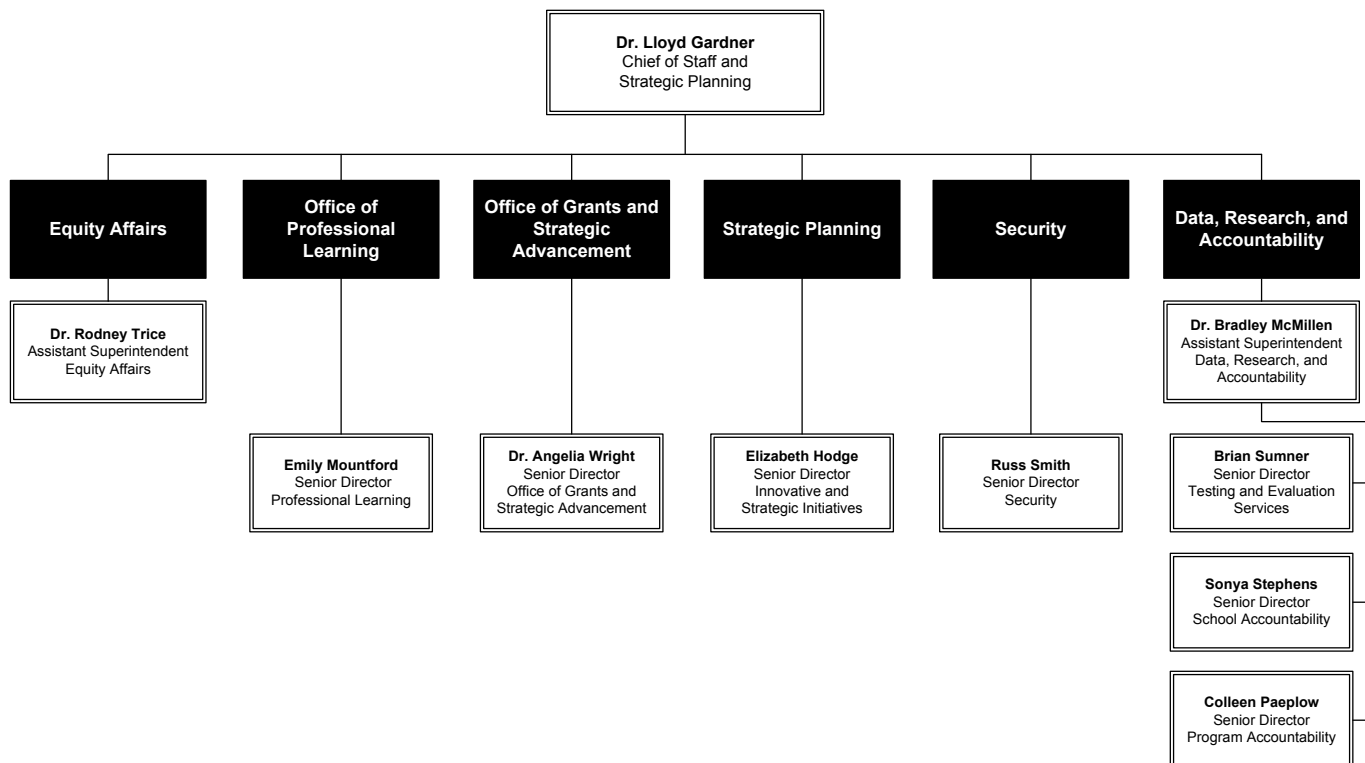 Dr. Lloyd Gardner
Chief of Staff and
Strategic Planning
Equity Affairs
Office of
Professional
Learning
Office of Grants and
Strategic
Advancement
Strategic Planning
Security
Data, Research, and
Accountability
Dr. Rodney Trice
Assistant Superintendent
Equity Affairs
Dr. Bradley McMillen
Assistant Superintendent
Data, Research, and
Accountability
Emily Mountford
Senior Director
Professional Learning
Dr. Angelia Wright
Senior Director
Office of Grants and
Strategic Advancement
Elizabeth Hodge
Senior Director
Innovative and
Strategic Initiatives
Russ Smith
Senior Director
Security
Brian Sumner
Senior Director
Testing and Evaluation
Services
Sonya Stephens
Senior Director
School Accountability
Colleen Paeplow
Senior Director
Program Accountability